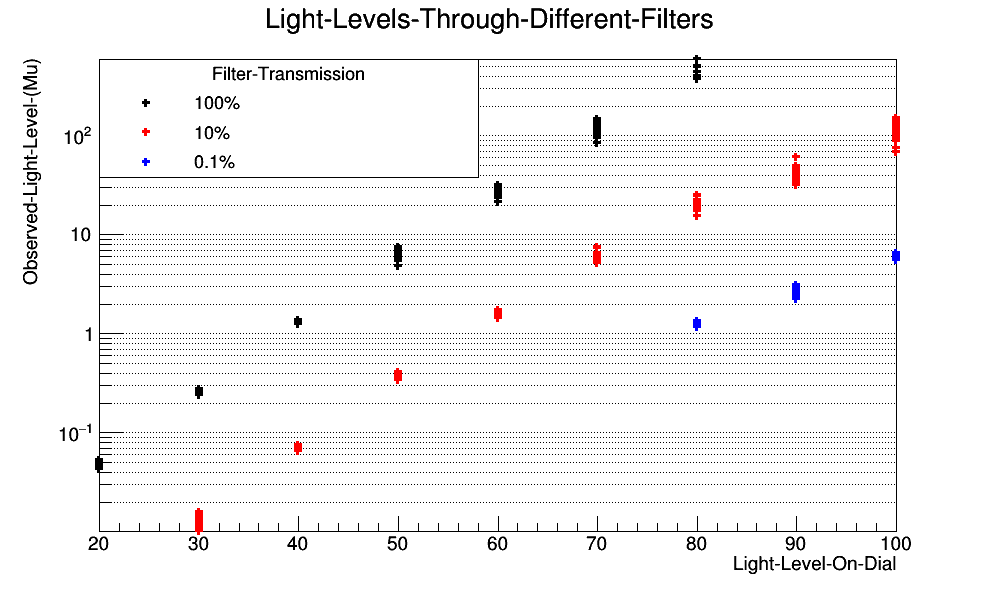 Light-Levels-Through-Different-Filters
Observed-Light-Level-(Mu)
Filter-Transmission
100%
10%
0.1%
10²
10
1
10⁻¹
20 30 40 50 60 70 80 90 100
Light-Level-On-Dial